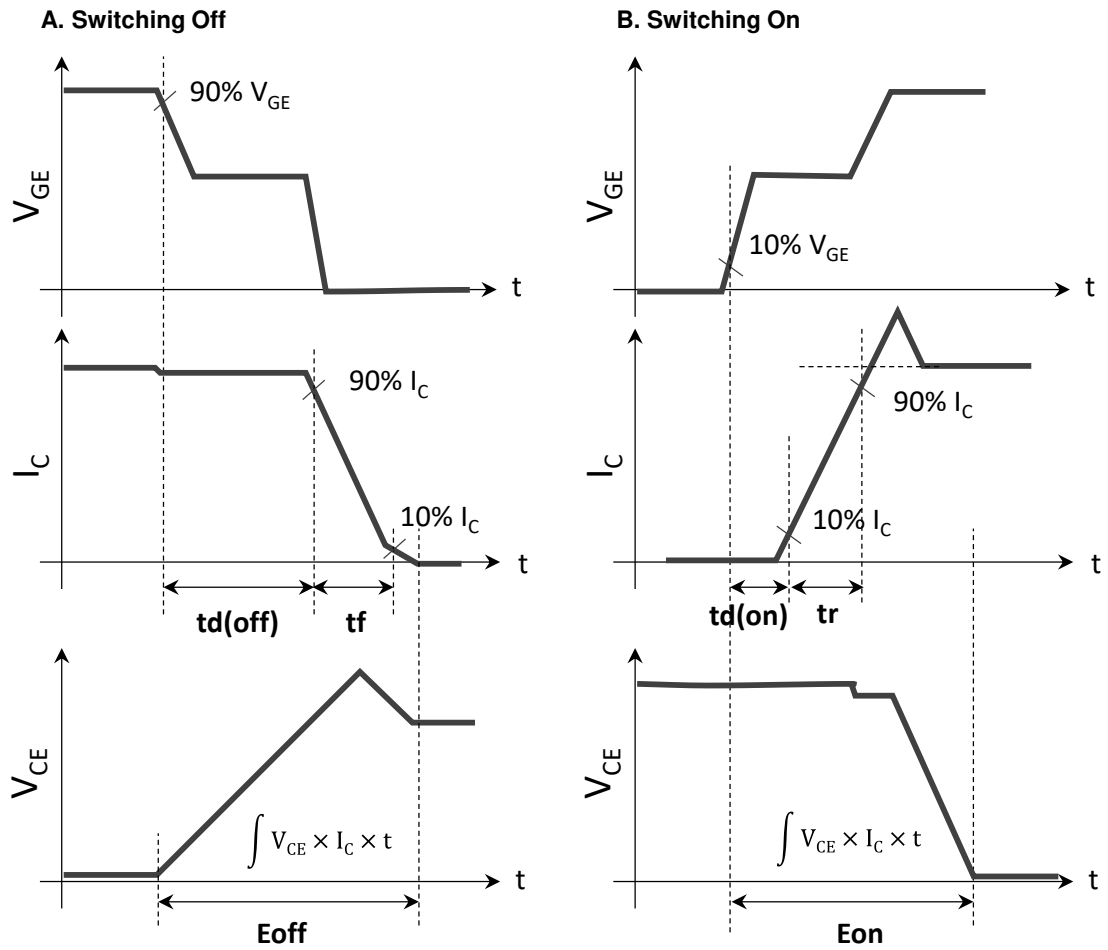 A. Switching Off
V_GE
90% V_GE
t
I_C
90% I_C
10% I_C
t
td(off)
tf
V_CE
∫ V_CE × I_C × t
t
Eoff
B. Switching On
V_GE
10% V_GE
t
I_C
90% I_C
10% I_C
t
td(on)
tr
V_CE
∫ V_CE × I_C × t
t
Eon